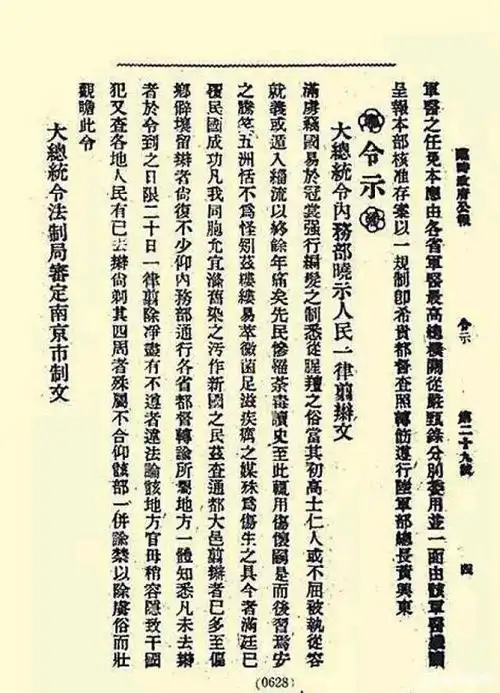 臨時政府公報 令示 第二十九號 四
軍醫之任免本應由各省軍醫最高總機關從嚴甄錄分別委用並一面由該軍醫
呈報本部核准存案以一規制即希貴都督查照轉飭遵行陸軍部總長黃興東
令示
大總統令內務部曉示人民一律剪辮文
滿虜竊國易於冠裳強行編髮之制悉從腥羶之俗當其初高士仁人或不屈被執從容
就義或遁入緇流以終餘年痛矣先民慘罹荼毒讀史至此輒用傷懷嗣是而後習焉安
之騰笑五洲恬不為怪矧茲縷縷易萃黴菌足滋疾癘之媒殊為傷生之具今者滿廷已
覆民國成功凡我同胞允宜滌舊染之污作新國之民茲查通都大邑剪辮者已多至偏
鄉僻壤留辮者尚復不少仰內務部通行各省都督轉諭所屬地方一體知悉凡未去辮
者於令到之日限二十日一律剪除淨盡有不遵者違法論該地方官毋稍容隱致干國
犯又查各地人民有已去辮尚剃其四周者殊屬不合仰該部一併諭禁以除虜俗而壯
觀瞻此令
大總統令法制局審定南京市制文
(0628)